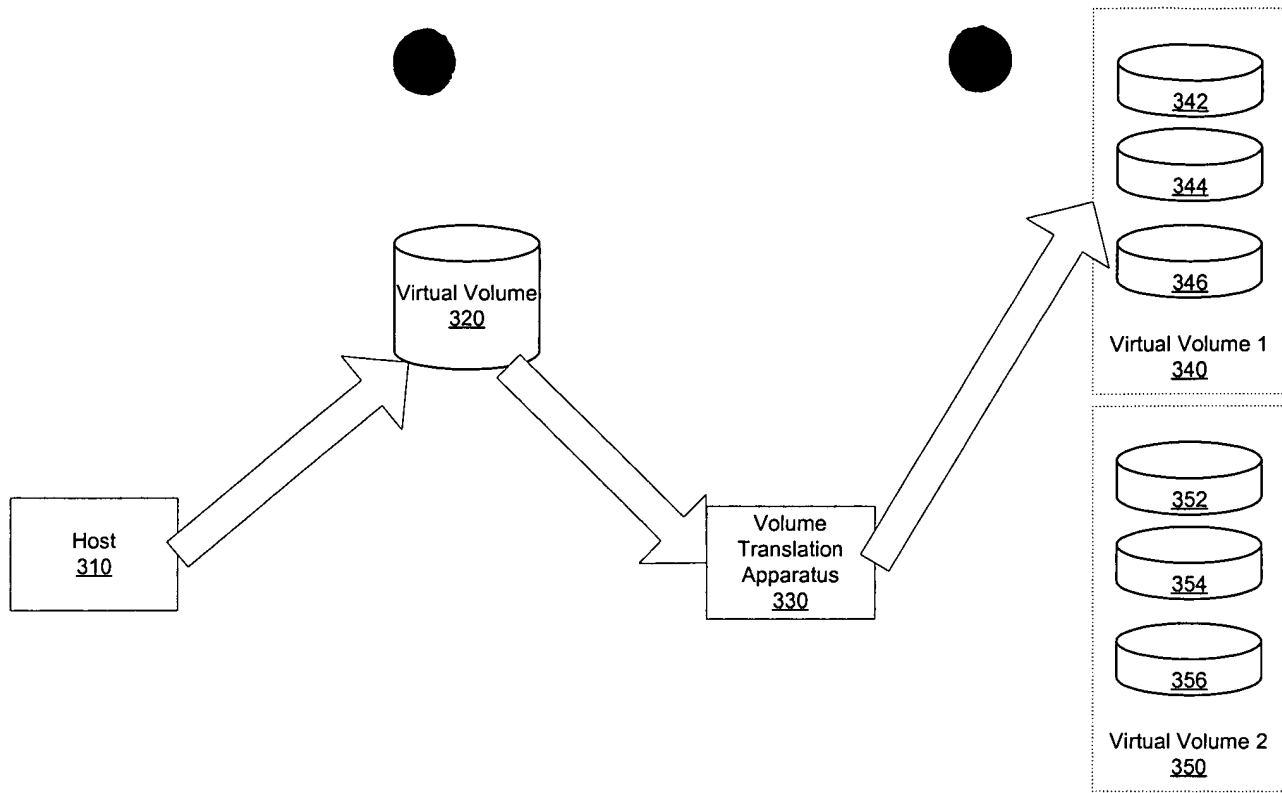 342
344
346
Virtual Volume 1
340
Virtual Volume
320
Host
310
Volume
Translation
Apparatus
330
352
354
356
Virtual Volume 2
350